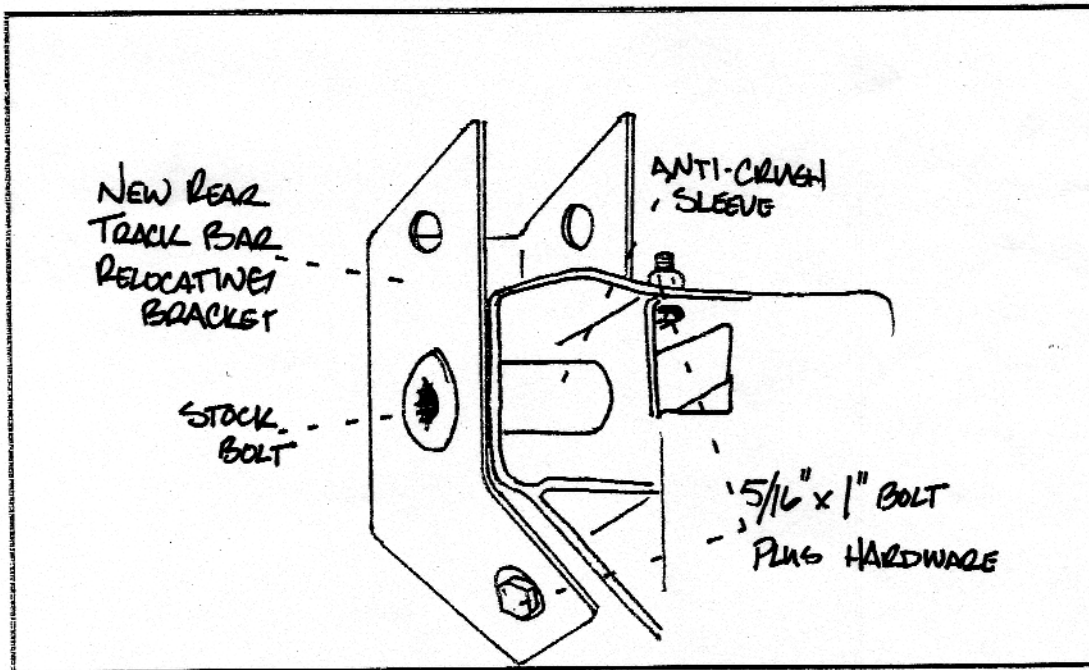 NEW REAR
TRACK BAR
RELOCATING
BRACKET
STOCK
BOLT
ANTI-CRUSH
SLEEVE
5/16" x 1" BOLT
PLUS HARDWARE